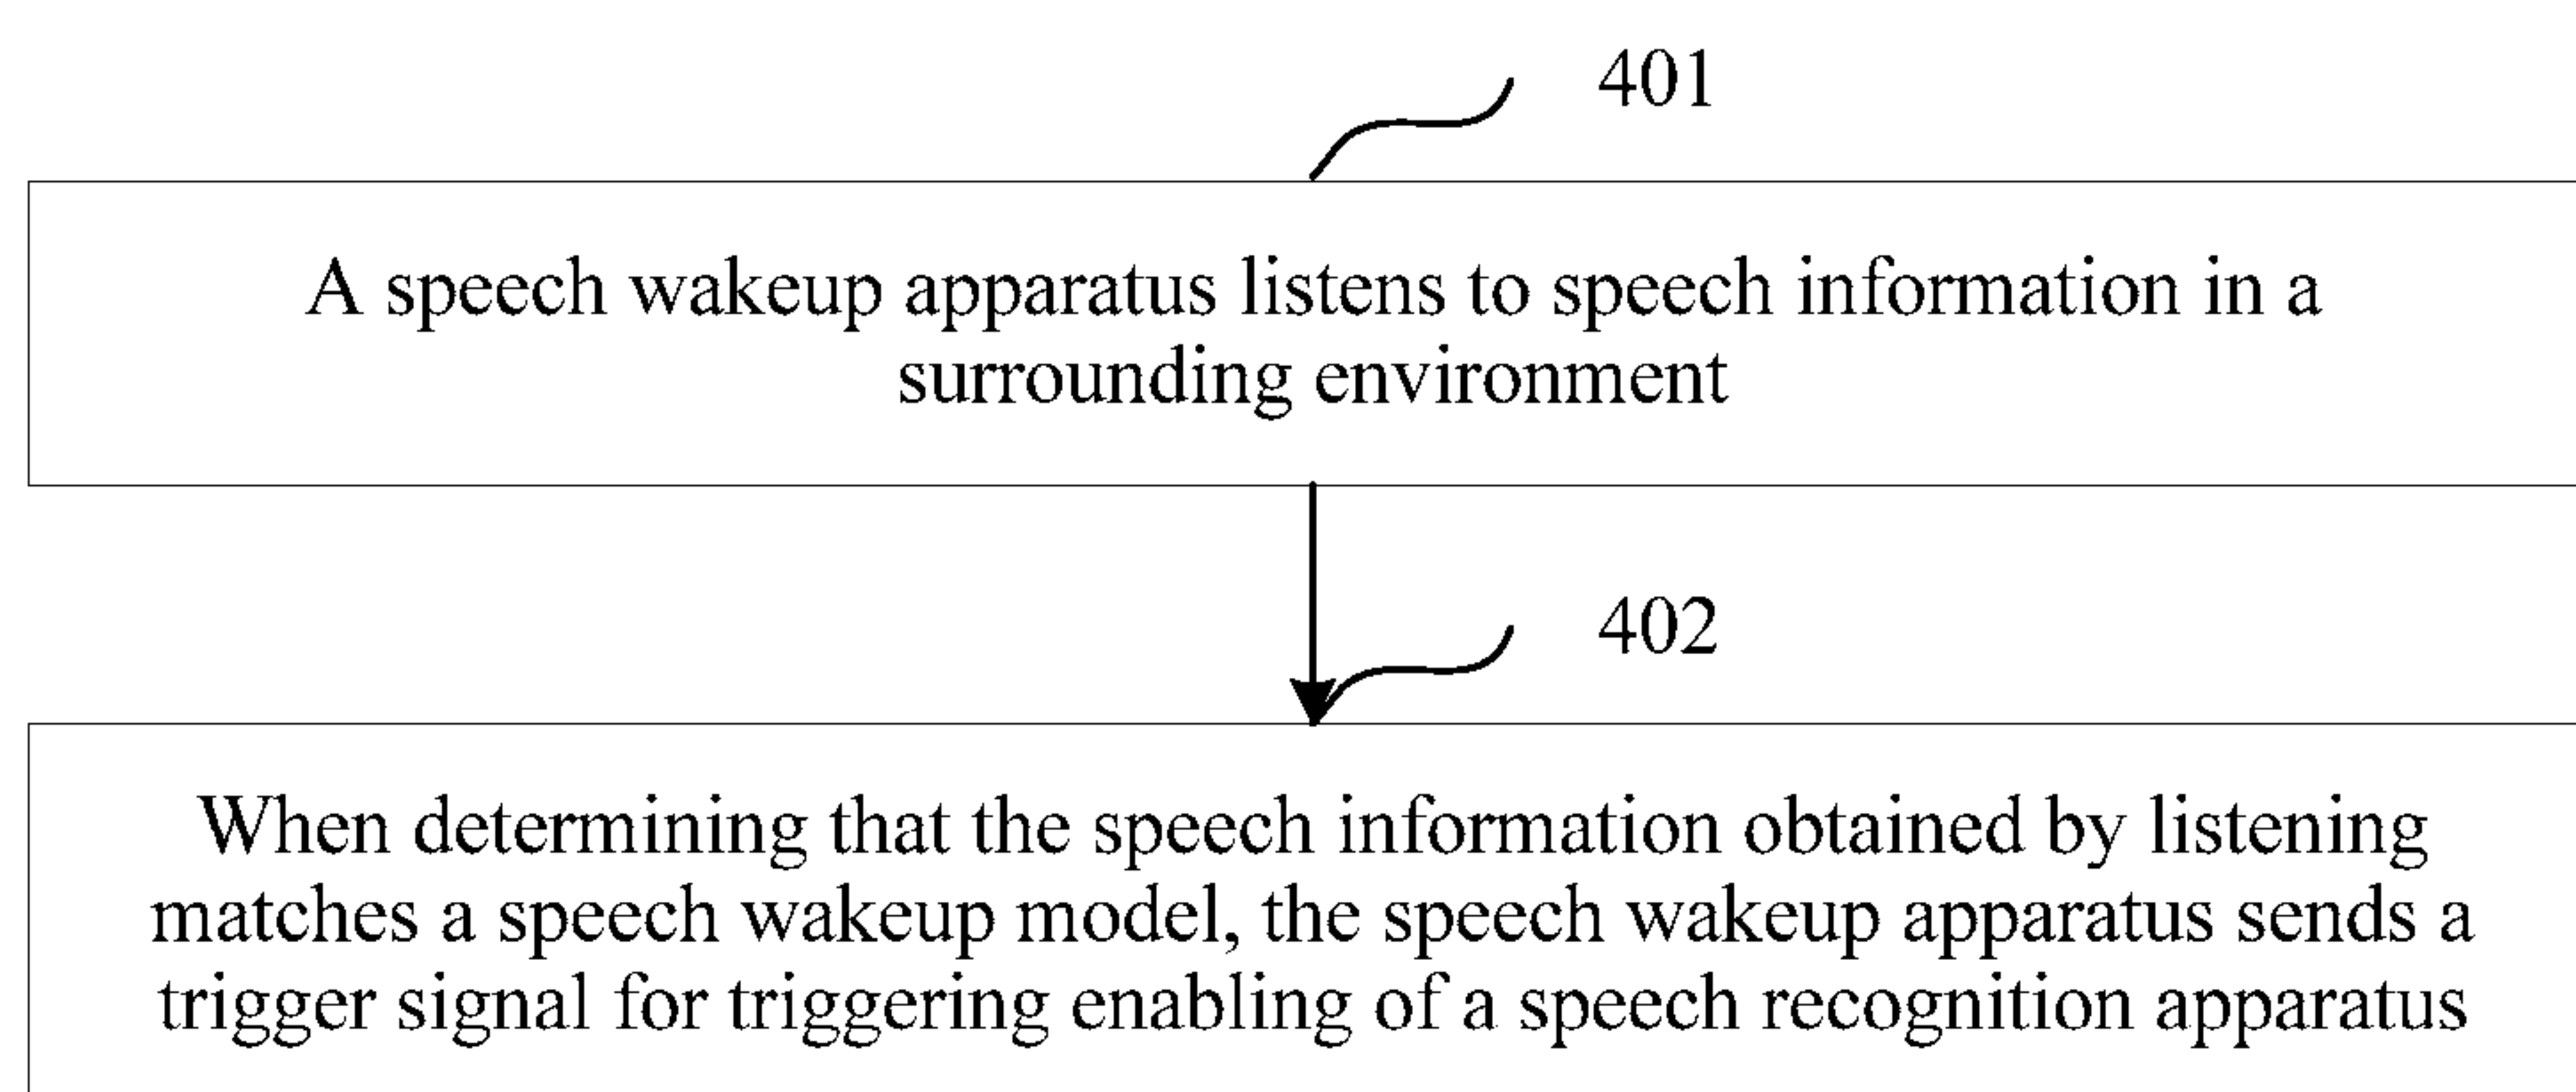 401
A speech wakeup apparatus listens to speech information in a
surrounding environment
402
When determining that the speech information obtained by listening
matches a speech wakeup model, the speech wakeup apparatus sends a
trigger signal for triggering enabling of a speech recognition apparatus